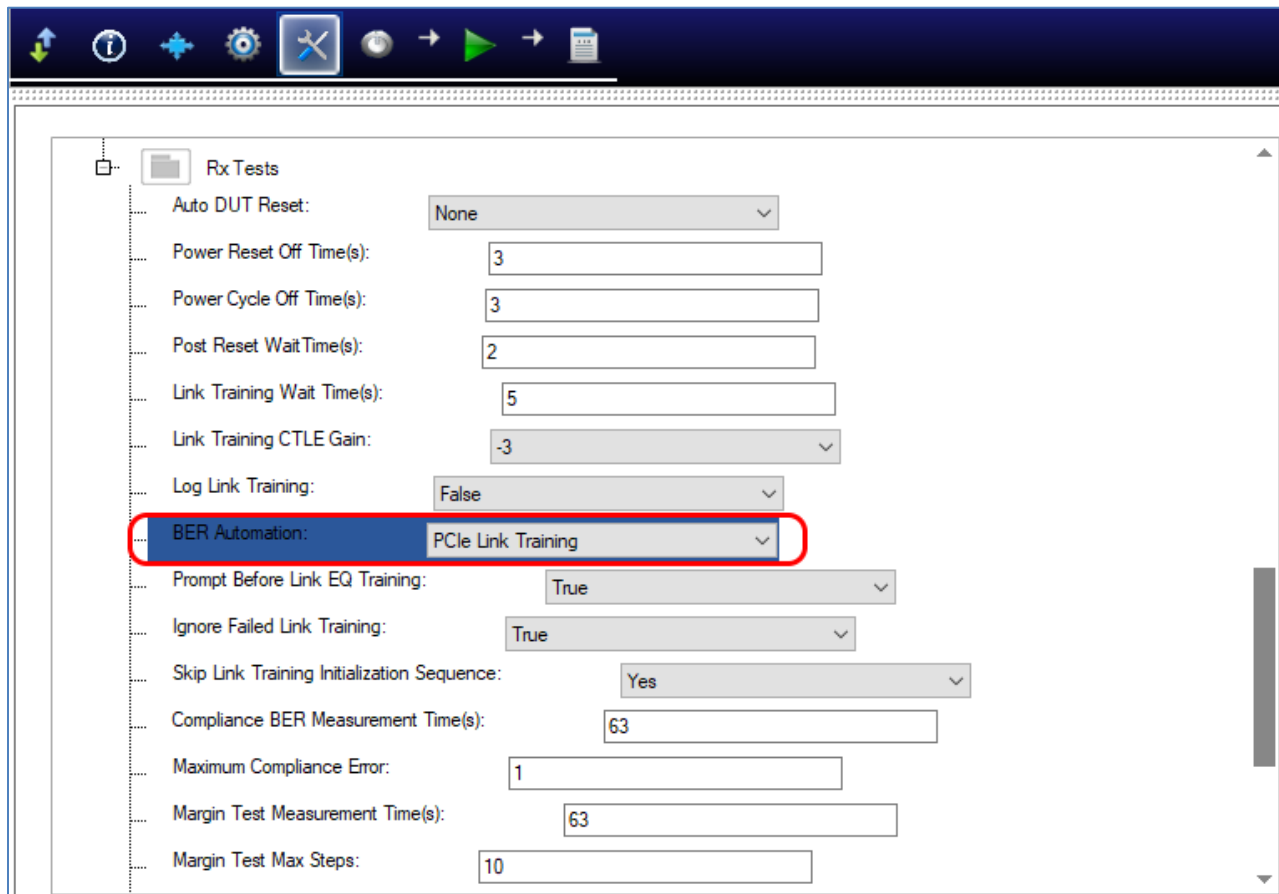 Rx Tests
Auto DUT Reset: None
Power Reset Off Time(s): 3
Power Cycle Off Time(s): 3
Post Reset WaitTime(s): 2
Link Training Wait Time(s): 5
Link Training CTLE Gain: -3
Log Link Training: False
BER Automation: PCIe Link Training
Prompt Before Link EQ Training: True
Ignore Failed Link Training: True
Skip Link Training Initialization Sequence: Yes
Compliance BER Measurement Time(s): 63
Maximum Compliance Error: 1
Margin Test Measurement Time(s): 63
Margin Test Max Steps: 10